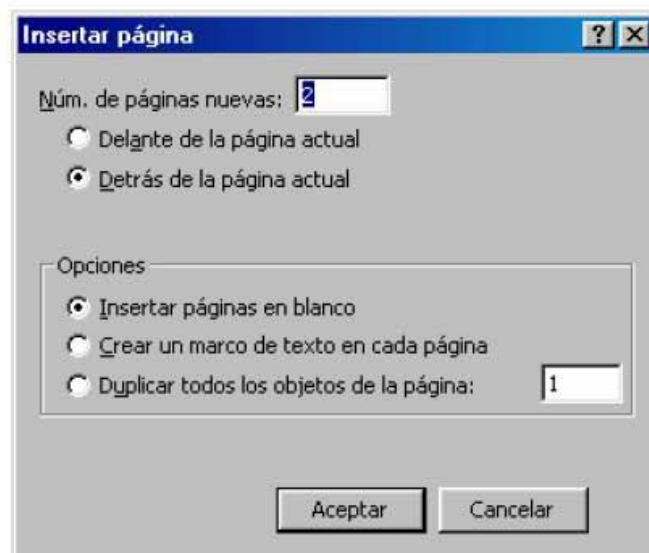 Insertar página
Núm. de páginas nuevas: 2
Delante de la página actual
Detrás de la página actual
Opciones
Insertar páginas en blanco
Crear un marco de texto en cada página
Duplicar todos los objetos de la página: 1
Aceptar Cancelar